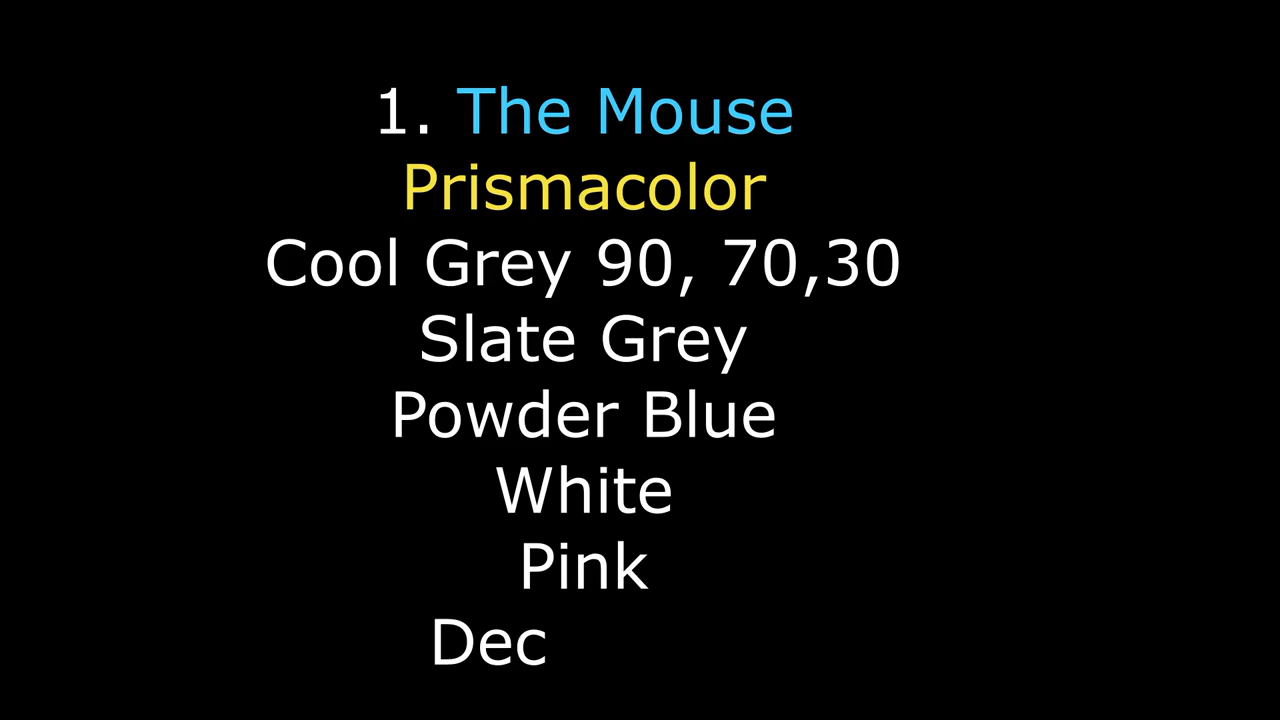 1. The Mouse
Prismacolor
Cool Grey 90, 70,30
Slate Grey
Powder Blue
White
Pink
Dec